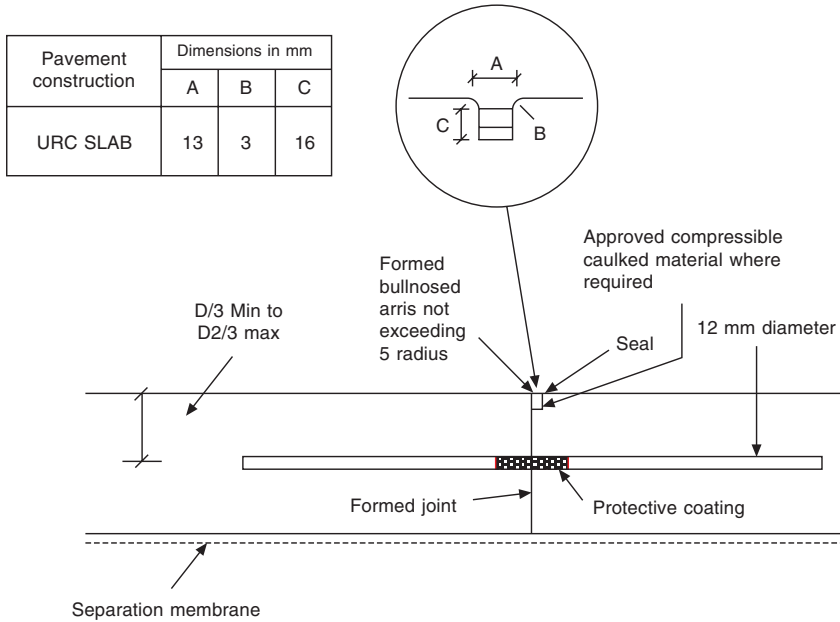 Pavement
construction
Dimensions in mm
A
B
C
URC SLAB
13
3
16
A
C
B
Approved compressible
caulked material where
required
Formed
bullnosed
arris not
exceeding
5 radius
D/3 Min to
D2/3 max
12 mm diameter
Seal
Formed joint
Protective coating
Separation membrane